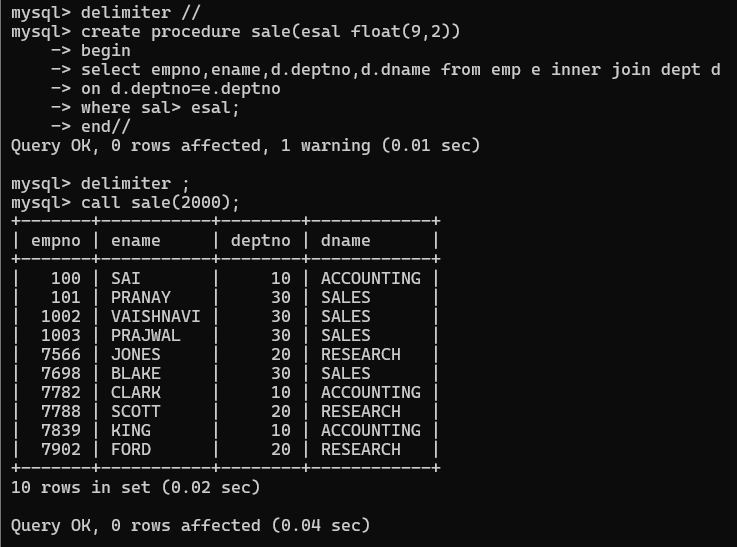 mysql> delimiter //
mysql> create procedure sale(esal float(9,2))
    -> begin
    -> select empno,ename,d.deptno,d.dname from emp e inner join dept d
    -> on d.deptno=e.deptno
    -> where sal> esal;
    -> end//
Query OK, 0 rows affected, 1 warning (0.01 sec)

mysql> delimiter ;
mysql> call sale(2000);
+-------+-----------+--------+------------+
| empno | ename     | deptno | dname      |
+-------+-----------+--------+------------+
|   100 | SAI       |     10 | ACCOUNTING |
|   101 | PRANAY    |     30 | SALES      |
|  1002 | VAISHNAVI |     30 | SALES      |
|  1003 | PRAJWAL   |     30 | SALES      |
|  7566 | JONES     |     20 | RESEARCH   |
|  7698 | BLAKE     |     30 | SALES      |
|  7782 | CLARK     |     10 | ACCOUNTING |
|  7788 | SCOTT     |     20 | RESEARCH   |
|  7839 | KING      |     10 | ACCOUNTING |
|  7902 | FORD      |     20 | RESEARCH   |
+-------+-----------+--------+------------+
10 rows in set (0.02 sec)

Query OK, 0 rows affected (0.04 sec)